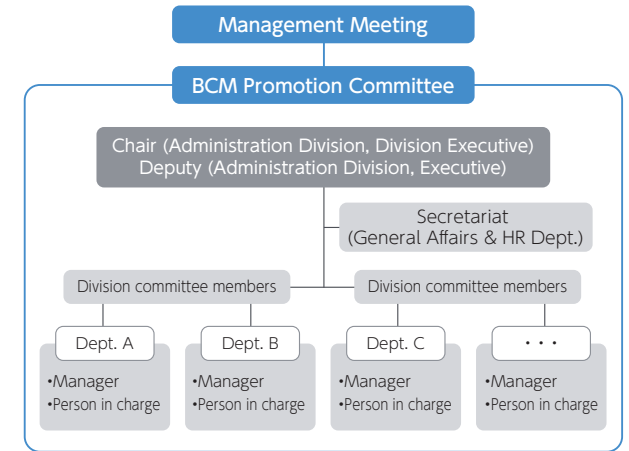 Management Meeting
BCM Promotion Committee
Chair (Administration Division, Division Executive)
Deputy (Administration Division, Executive)
Secretariat
(General Affairs & HR Dept.)
Division committee members
Division committee members
Dept. A
•Manager
•Person in charge
Dept. B
•Manager
•Person in charge
Dept. C
•Manager
•Person in charge
・・・
•Manager
•Person in charge